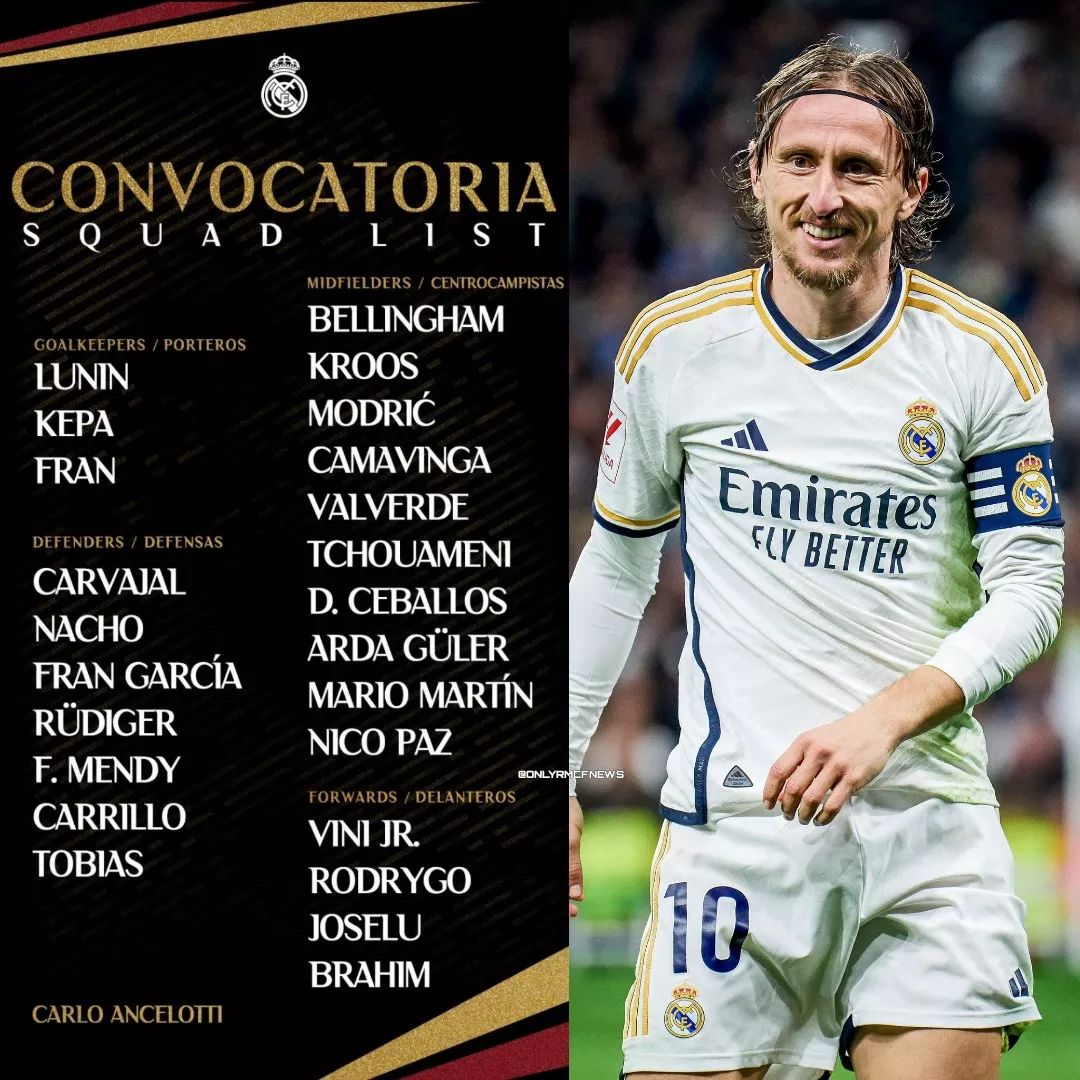 CONVOCATORIA
SQUAD LIST
GOALKEEPERS / PORTEROS
LUNIN
KEPA
FRAN
DEFENDERS / DEFENSAS
CARVAJAL
NACHO
FRAN GARCÍA
RÜDIGER
F. MENDY
CARRILLO
TOBIAS
CARLO ANCELOTTI
MIDFIELDERS / CENTROCAMPISTAS
BELLINGHAM
KROOS
MODRIĆ
CAMAVINGA
VALVERDE
TCHOUAMENI
D. CEBALLOS
ARDA GÜLER
MARIO MARTÍN
NICO PAZ
FORWARDS / DELANTEROS
VINI JR.
RODRYGO
JOSELU
BRAHIM
@ONLYRMCFNEWS
Emirates
FLY BETTER
10